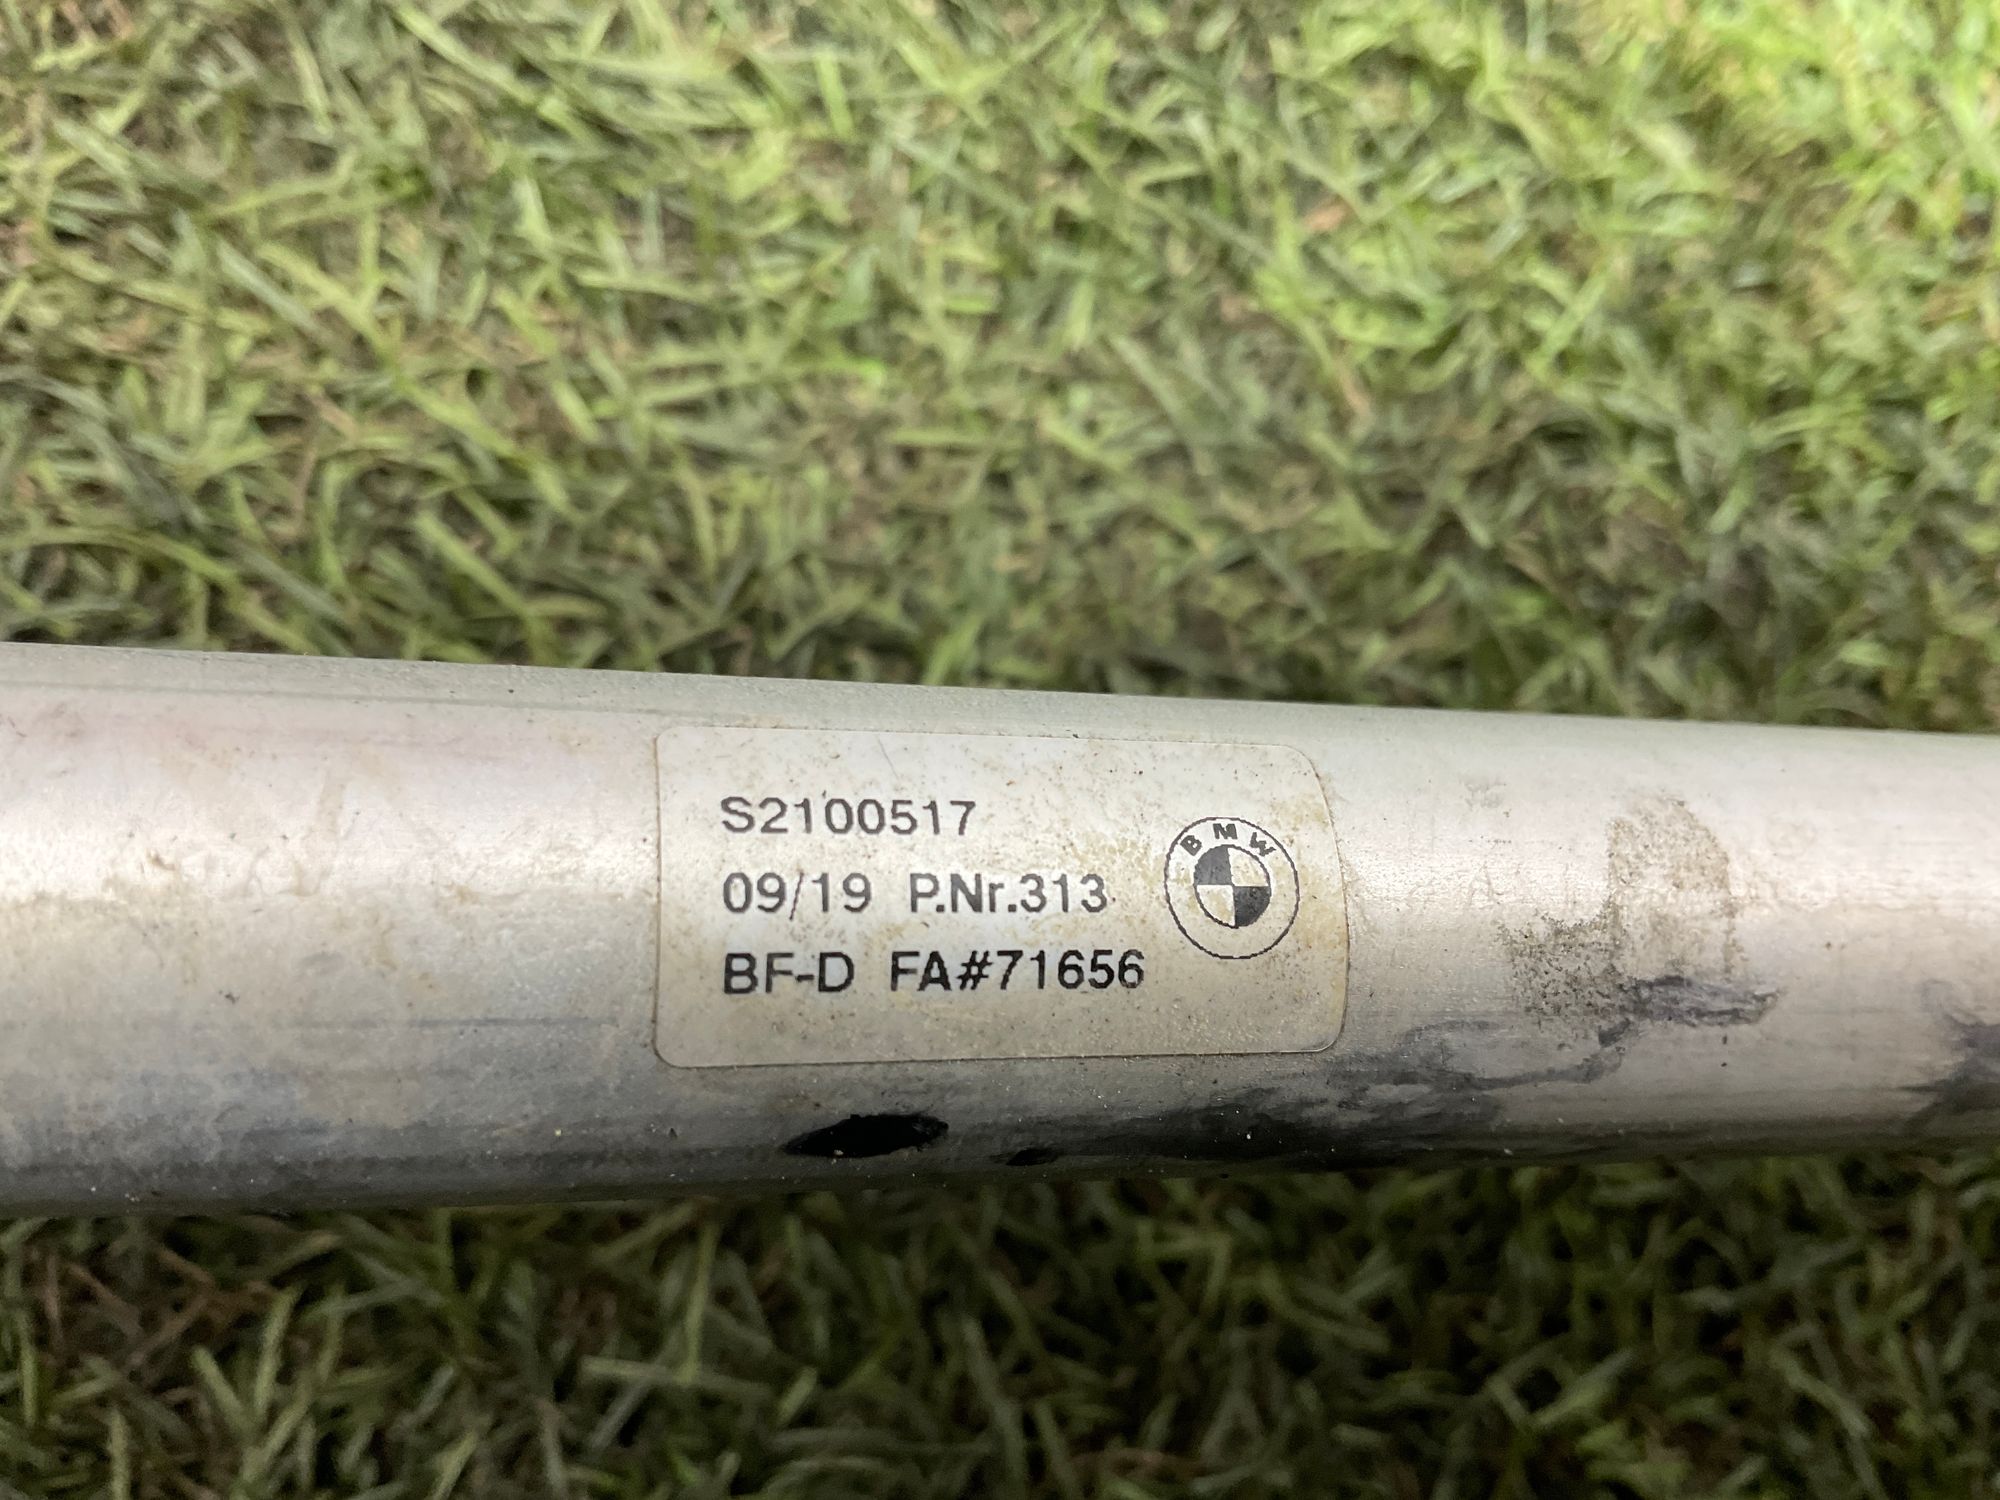 S2100517
09/19 P.Nr.313
BF-D FA#71656
BMW